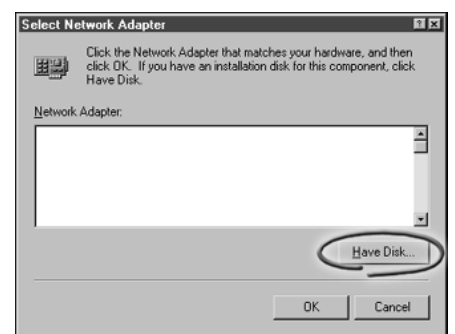 Select Network Adapter
Click the Network Adapter that matches your hardware, and then
click OK. If you have an installation disk for this component, click
Have Disk.
Network Adapter:
Have Disk...
OK Cancel